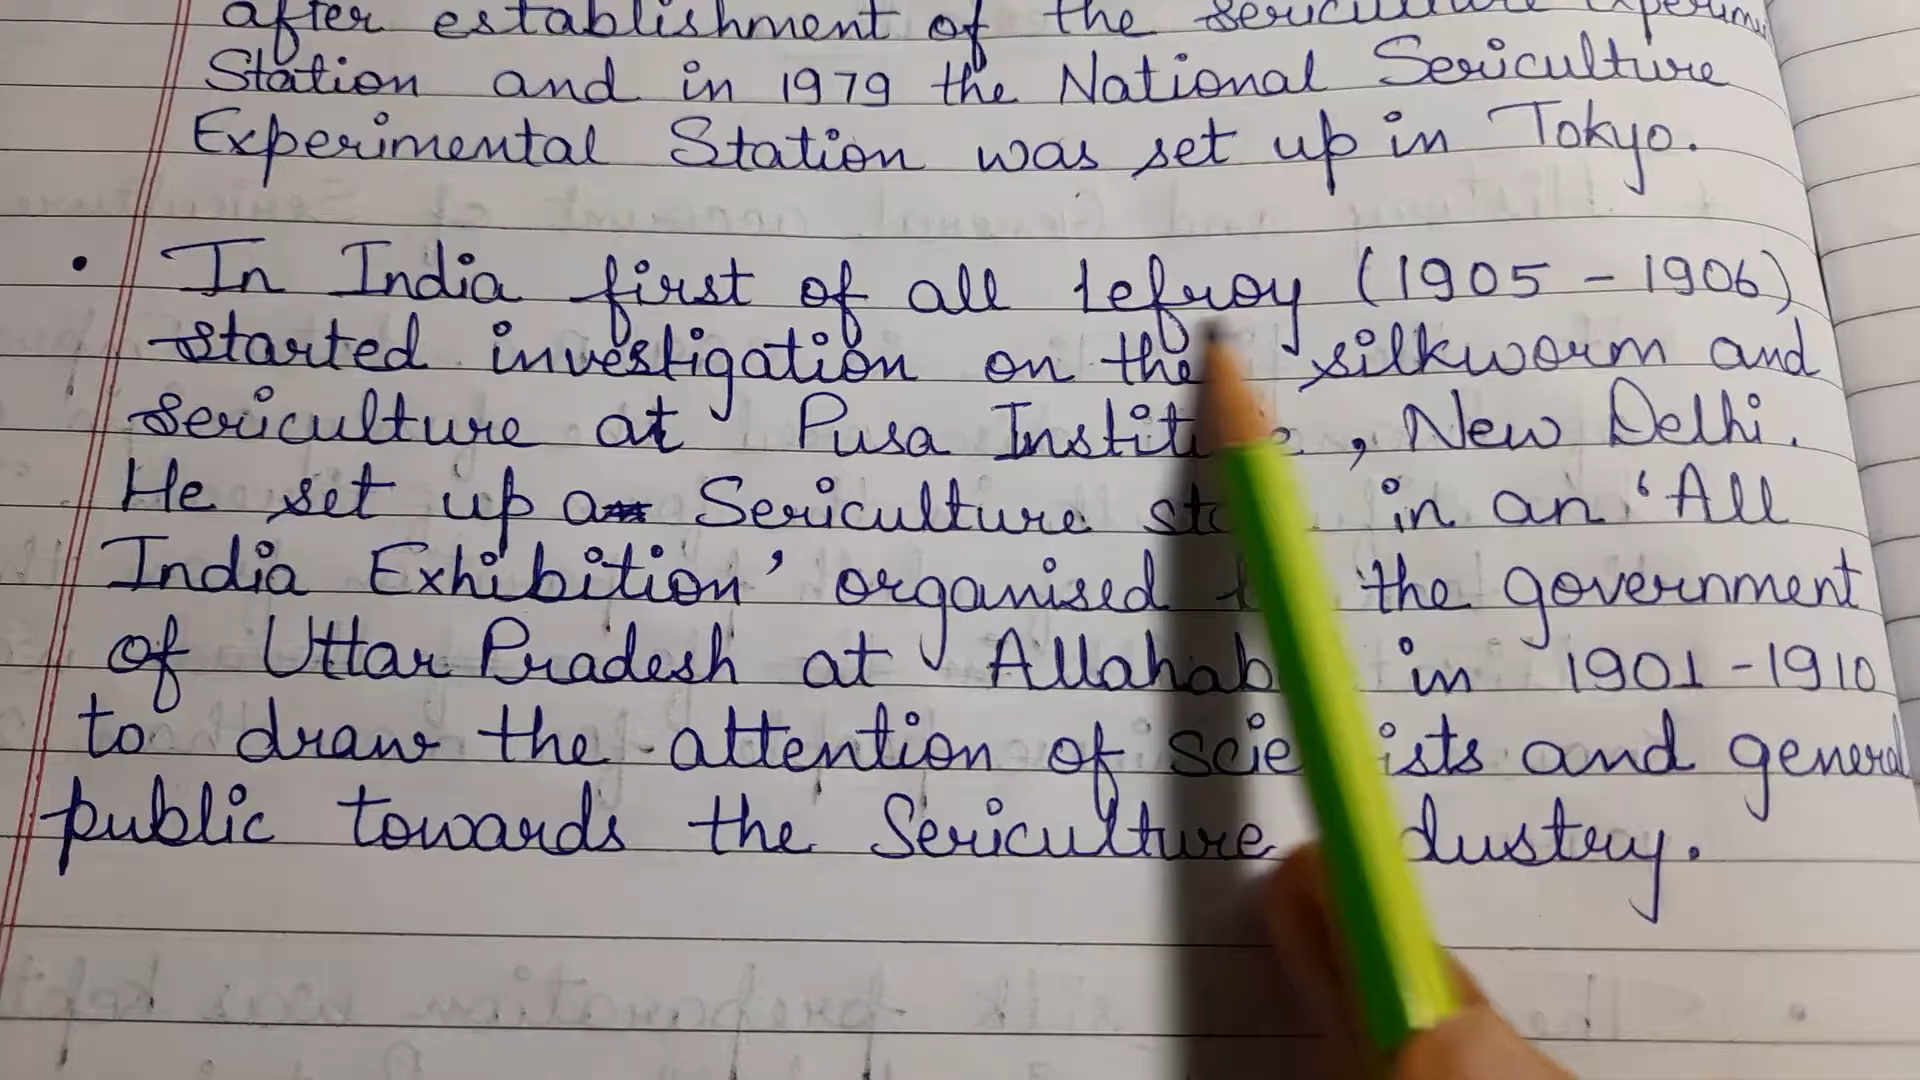 after establishment of the Sericulture
Station and in 1979 the National Sericulture
Experimental Station was set up in Tokyo.
• In India first of all Lefroy (1905 - 1906)
started investigation on the silkworm and
Sericulture at Pusa Institute, New Delhi.
He set up a Sericulture in an 'All
India Exhibition' organised the government
of Uttar Pradesh at in 1901 - 1910
to draw the attention of scientists and general
public towards the Sericulture